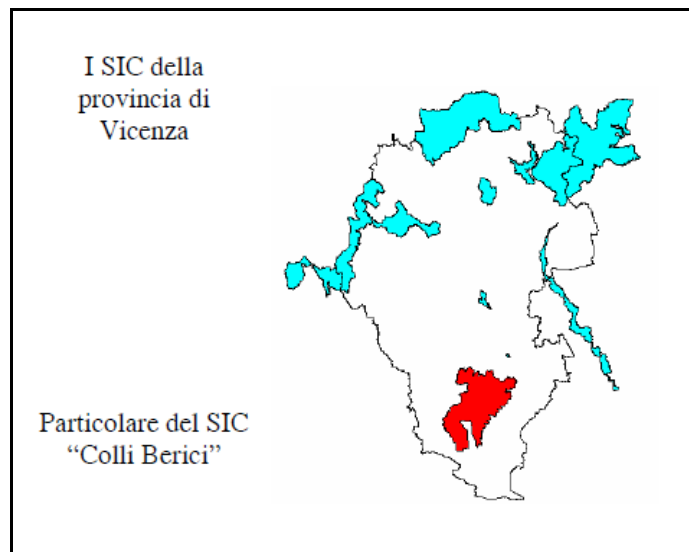 I SIC della
provincia di
Vicenza
Particolare del SIC
“Colli Berici”